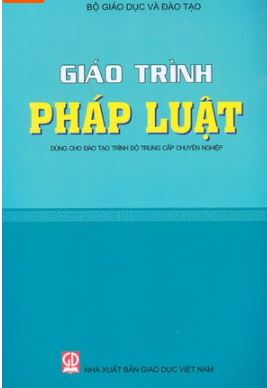 BỘ GIÁO DỤC VÀ ĐÀO TẠO
GIÁO TRÌNH
PHÁP LUẬT
DÙNG CHO ĐÀO TẠO TRÌNH ĐỘ TRUNG CẤP CHUYÊN NGHIỆP
GD
NHÀ XUẤT BẢN GIÁO DỤC VIỆT NAM